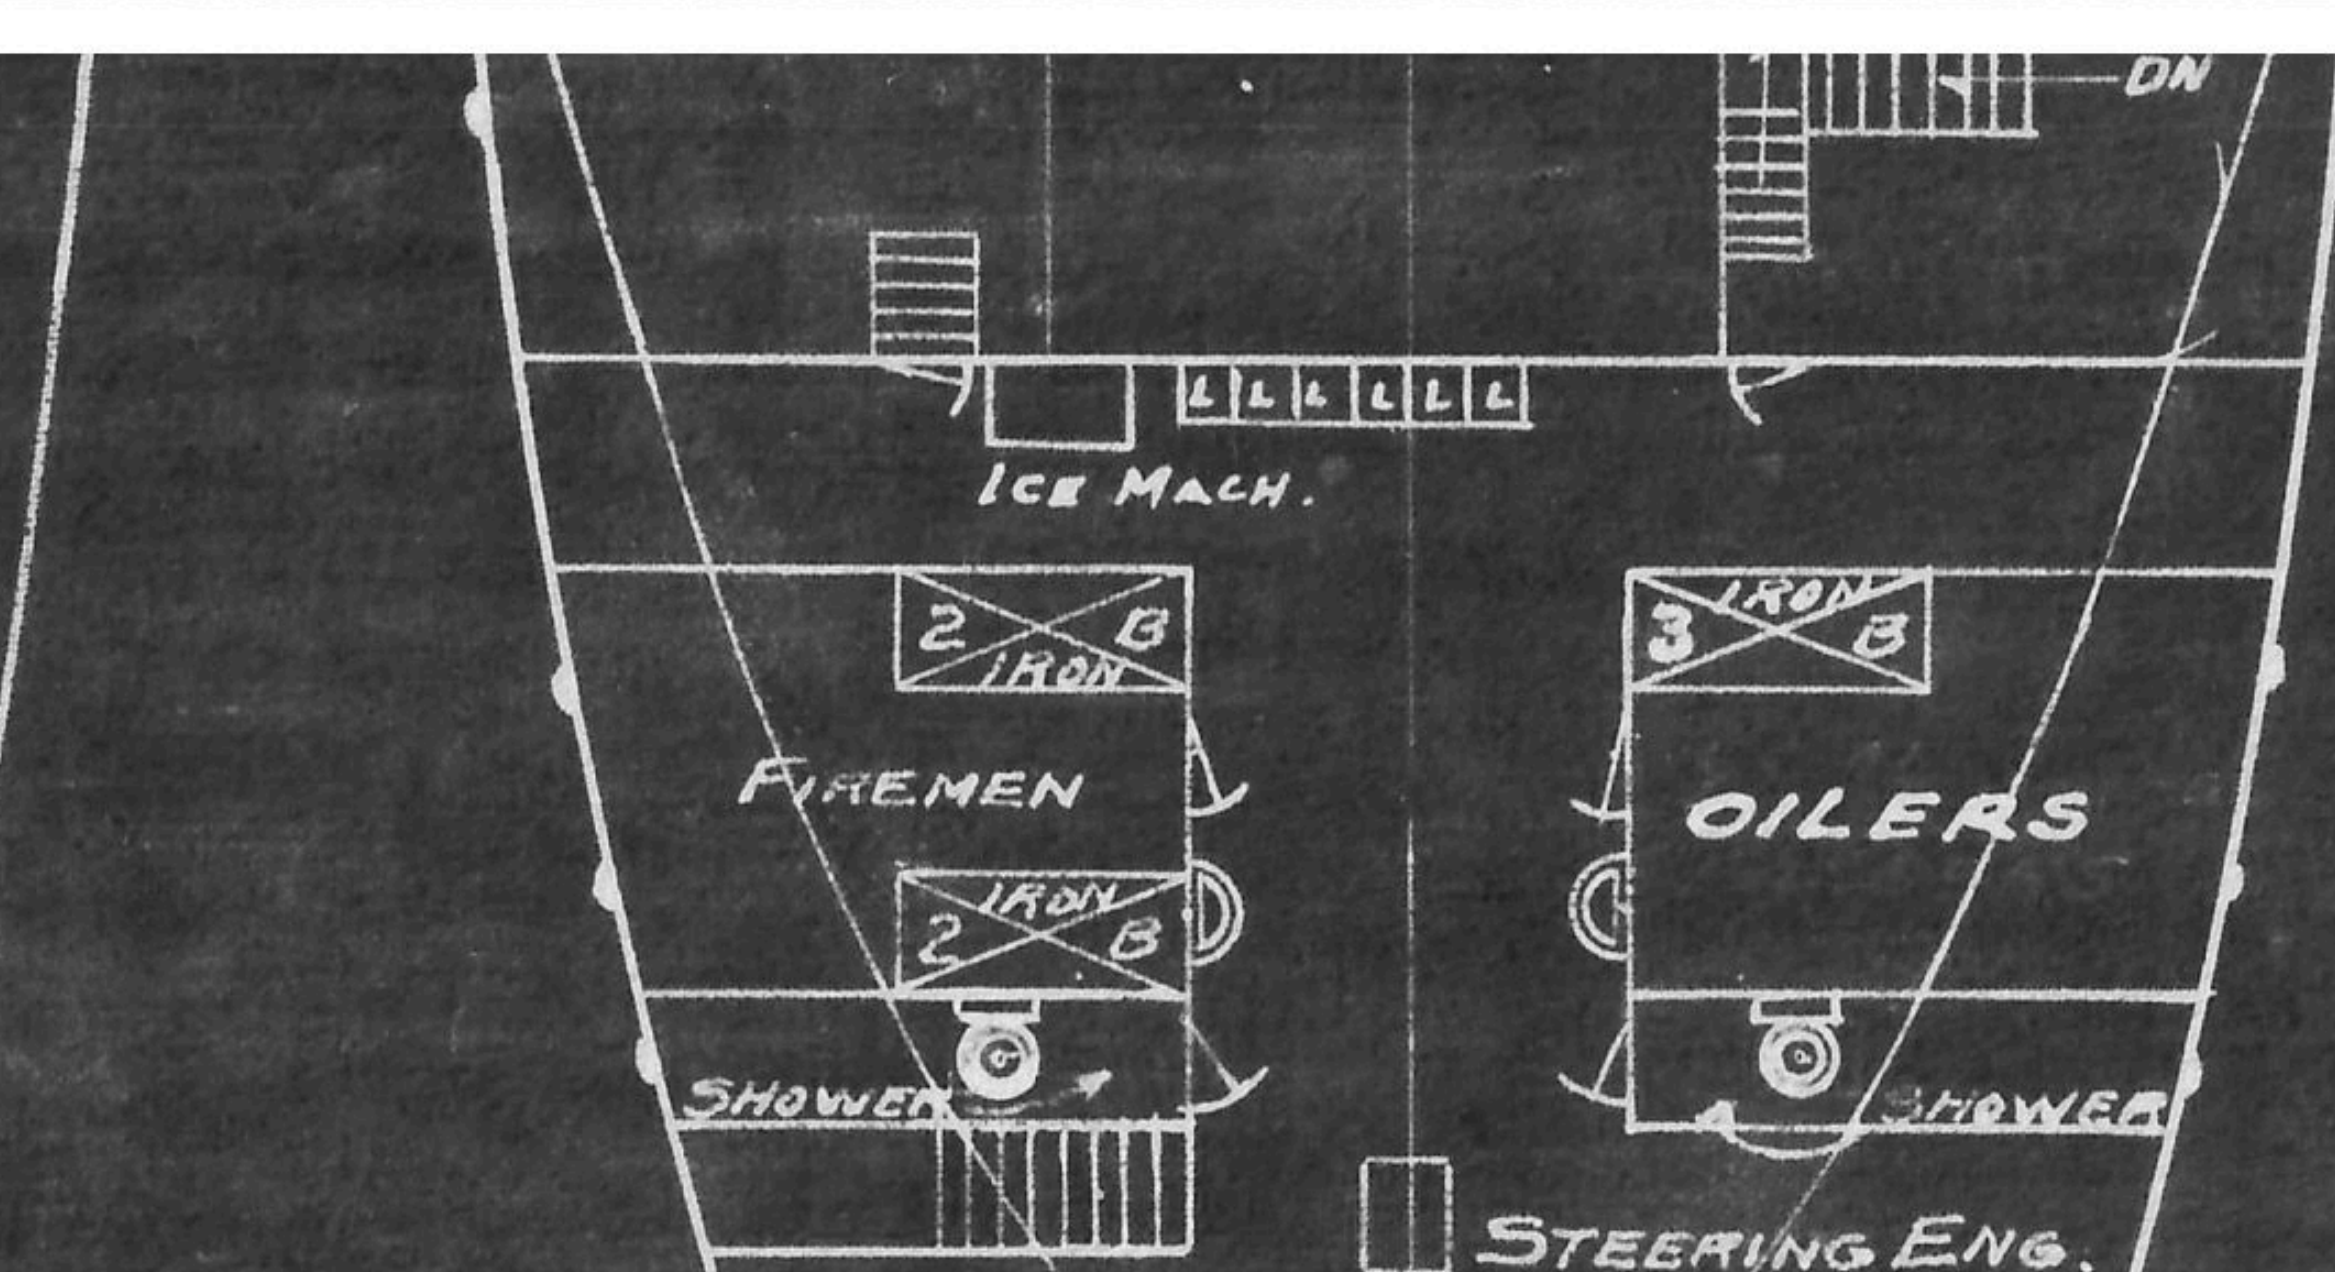 DN
L L L L L L
ICE MACH.
2 B
IRON
IRON
3 B
FIREMEN
OILERS
IRON
2 B
SHOWER
SHOWER
STEERING ENG.